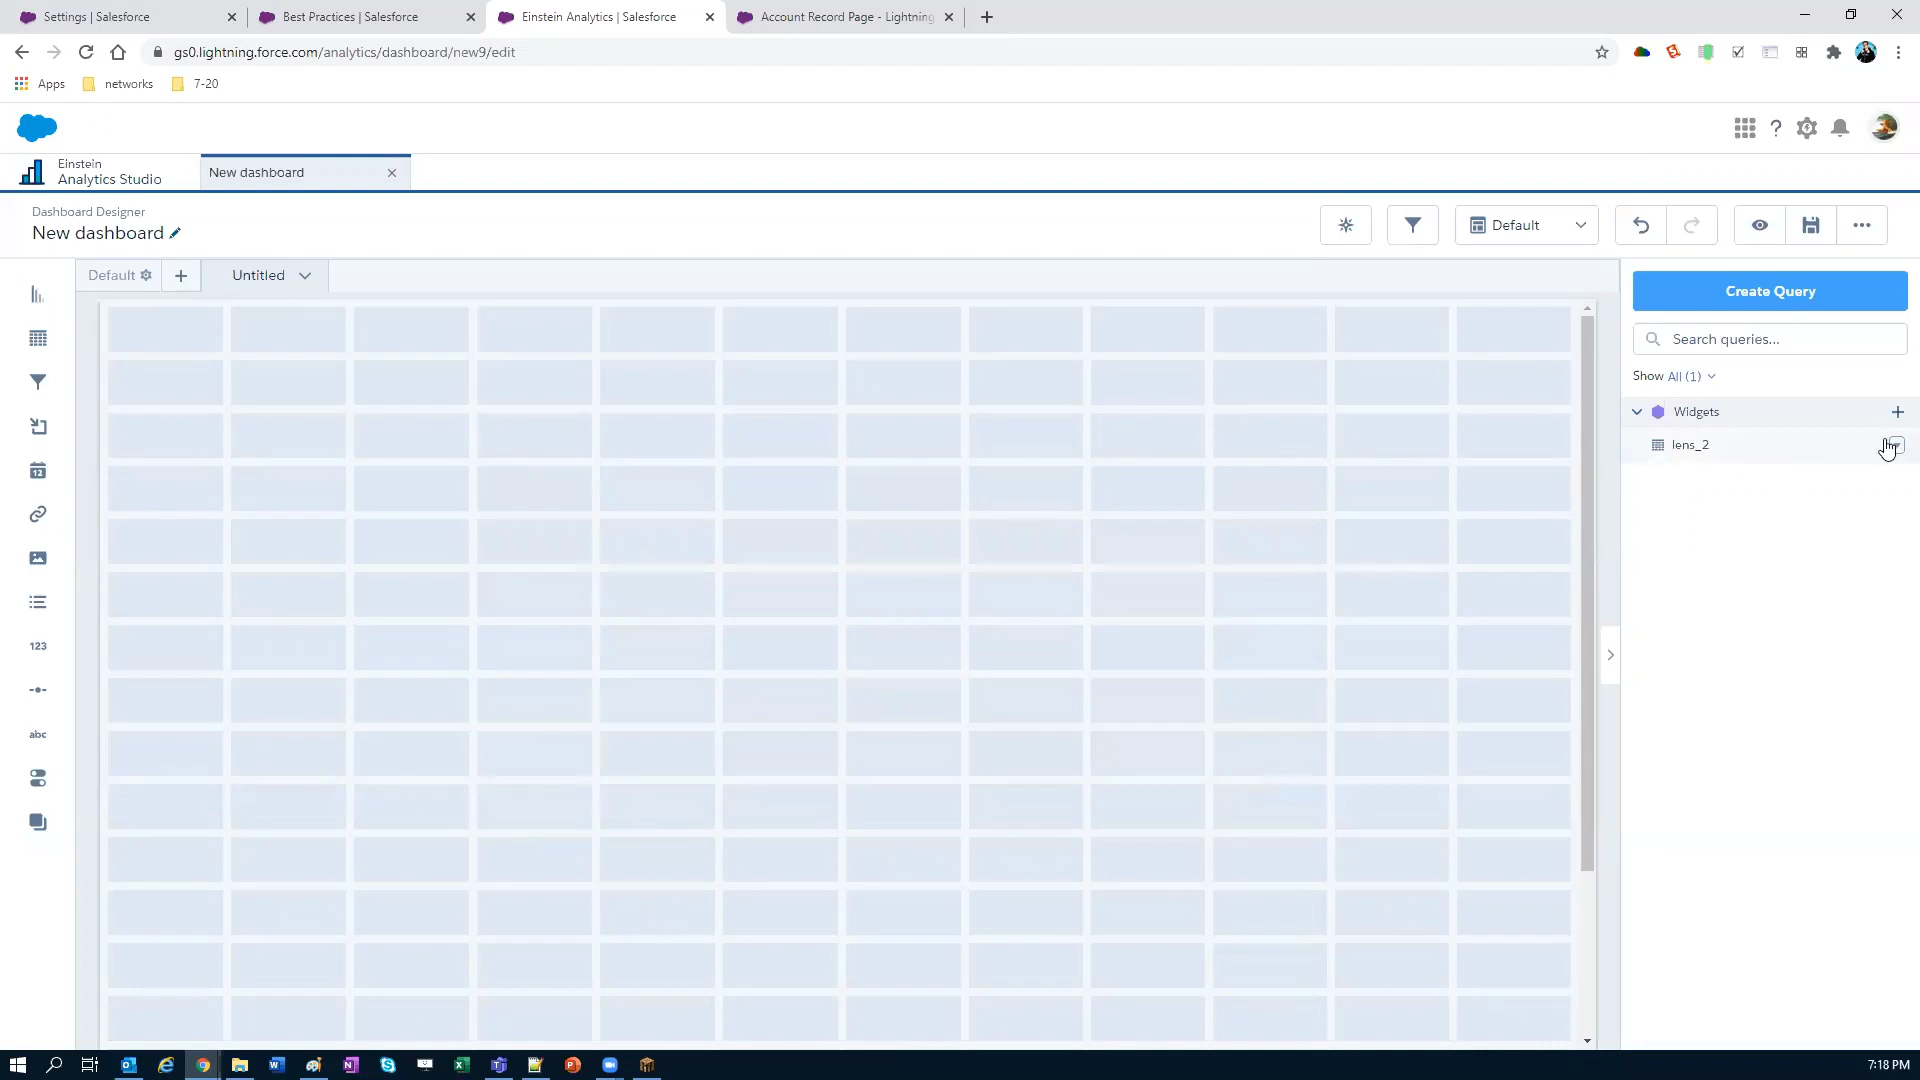 Settings | Salesforce
Best Practices | Salesforce
Einstein Analytics | Salesforce
Account Record Page - Lightning
gs0.lightning.force.com/analytics/dashboard/new9/edit
Apps
networks
7-20
Einstein
Analytics Studio
New dashboard
Dashboard Designer
New dashboard
Default
Default
Untitled
Create Query
Search queries...
Show All (1)
Widgets
lens_2
12
123
abc
7:18 PM